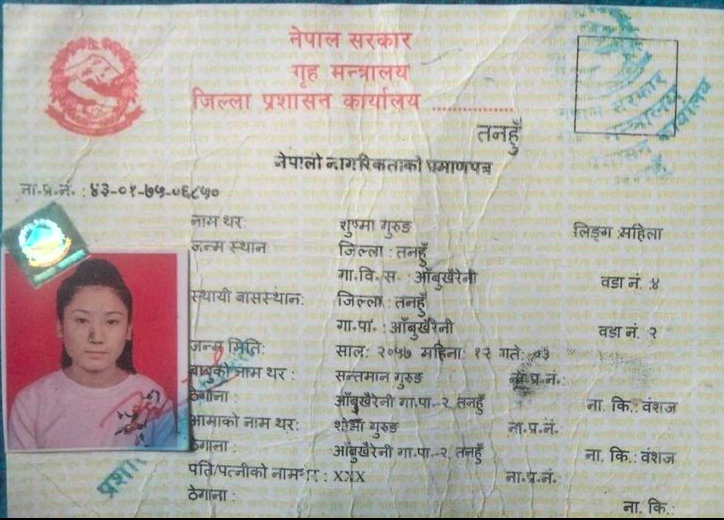 नेपाल सरकार
गृह मन्त्रालय
जिल्ला प्रशासन कार्यालय ................
तनहुँ
नेपाली नागरिकताको प्रमाणपत्र
ना.प्र.नं. : ४३-०१-७५-०६८५०
नाम थर: शुष्मा गुरुङ लिङ्ग :महिला
जन्म स्थान जिल्ला : तनहुँ
गा.वि.स. : आँबुखैरेनी वडा नं. :४
स्थायी बासस्थान: जिल्ला : तनहुँ
गा.पा. : आँबुखैरेनी वडा नं. २
जन्म मिति: साल: २०५७ महिना: १२ गते:
बाबुको नाम थर : सन्तमान गुरुङ ना.प्र.नं.:
ठेगाना : आँबुखैरेनी गा.पा.-२, तनहुँ ना. कि.: वंशज
आमाको नाम थर: शोभा गुरुङ ना.प्र.नं.
ठेगाना : आँबुखैरेनी गा.पा.-२, तनहुँ ना. कि.: वंशज
पति/पत्नीको नाम थर : XXX ना.प्र.नं.
ठेगाना : ना. कि.: